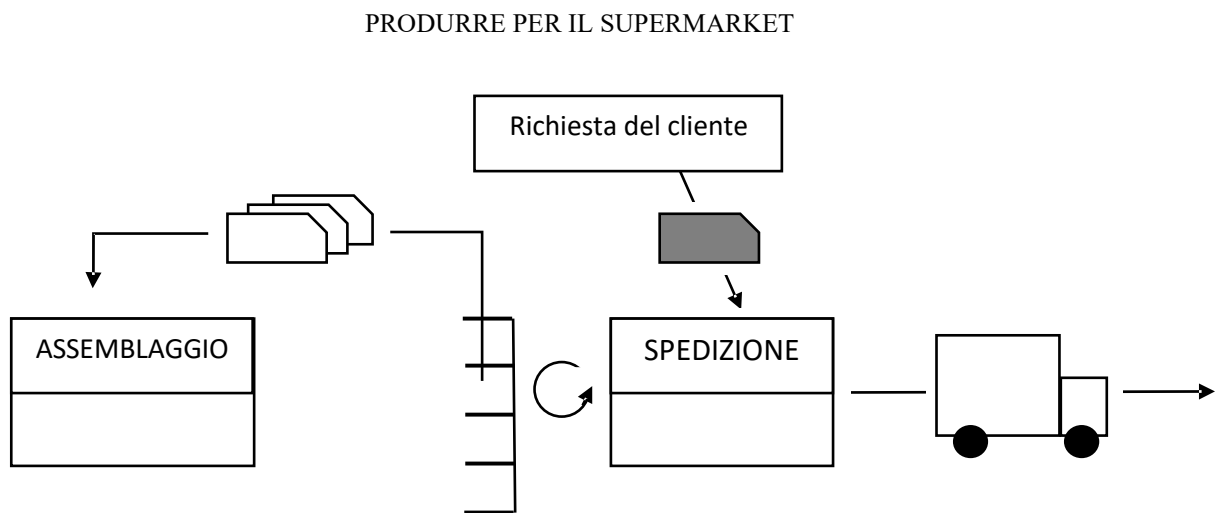 PRODURRE PER IL SUPERMARKET
Richiesta del cliente
ASSEMBLAGGIO
SPEDIZIONE